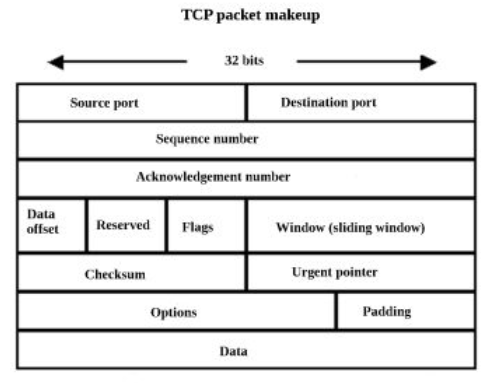 TCP packet makeup
32 bits
Source port Destination port
Sequence number
Acknowledgement number
Data
offset Reserved Flags Window (sliding window)
Checksum Urgent pointer
Options Padding
Data